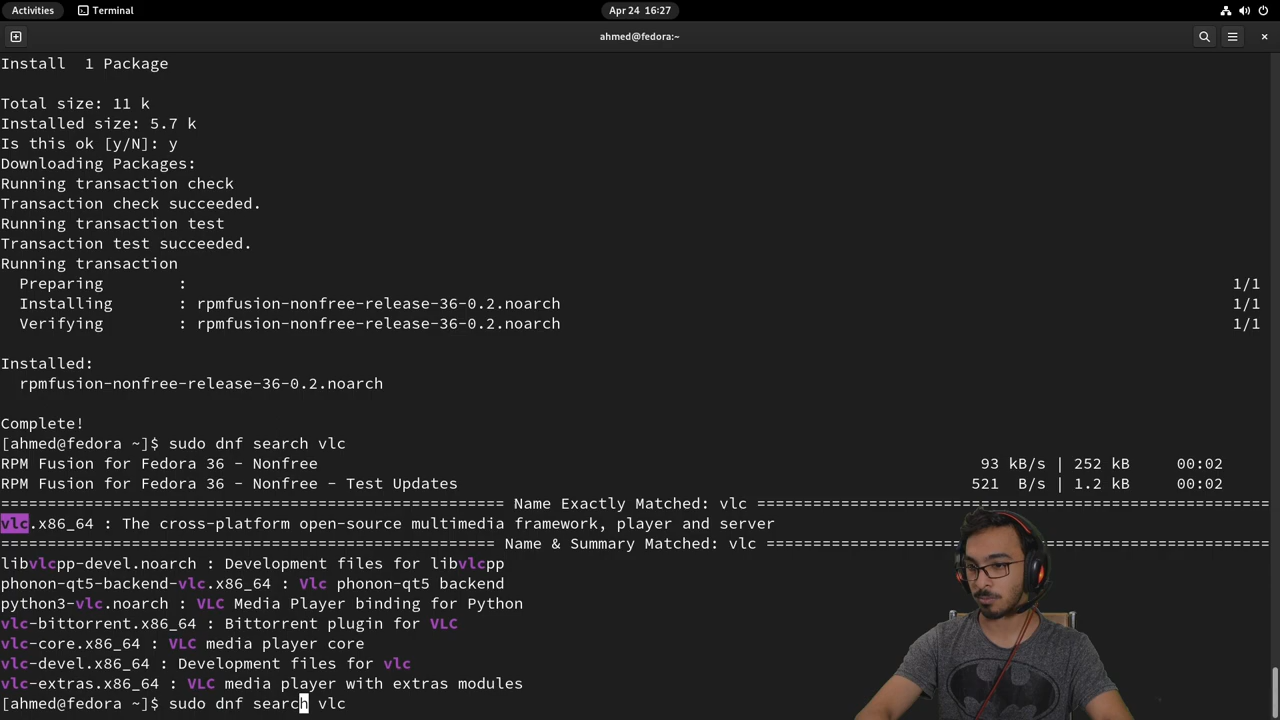 Activities
Terminal
Apr 24 16:27
ahmed@fedora:~
Install  1 Package
Total size: 11 k
Installed size: 5.7 k
Is this ok [y/N]: y
Downloading Packages:
Running transaction check
Transaction check succeeded.
Running transaction test
Transaction test succeeded.
Running transaction
Preparing        : 1/1
Installing       : rpmfusion-nonfree-release-36-0.2.noarch 1/1
Verifying        : rpmfusion-nonfree-release-36-0.2.noarch 1/1
Installed:
rpmfusion-nonfree-release-36-0.2.noarch
Complete!
[ahmed@fedora ~]$ sudo dnf search vlc
RPM Fusion for Fedora 36 - Nonfree 93 kB/s | 252 kB 00:02
RPM Fusion for Fedora 36 - Nonfree - Test Updates 521 B/s | 1.2 kB 00:02
====================================================== Name Exactly Matched: vlc =======================================================
vlc.x86_64 : The cross-platform open-source multimedia framework, player and server
===================================================== Name & Summary Matched: vlc ======================================================
libvlcpp-devel.noarch : Development files for libvlcpp
phonon-qt5-backend-vlc.x86_64 : Vlc phonon-qt5 backend
python3-vlc.noarch : VLC Media Player binding for Python
vlc-bittorrent.x86_64 : Bittorrent plugin for VLC
vlc-core.x86_64 : VLC media player core
vlc-devel.x86_64 : Development files for vlc
vlc-extras.x86_64 : VLC media player with extras modules
[ahmed@fedora ~]$ sudo dnf search vlc